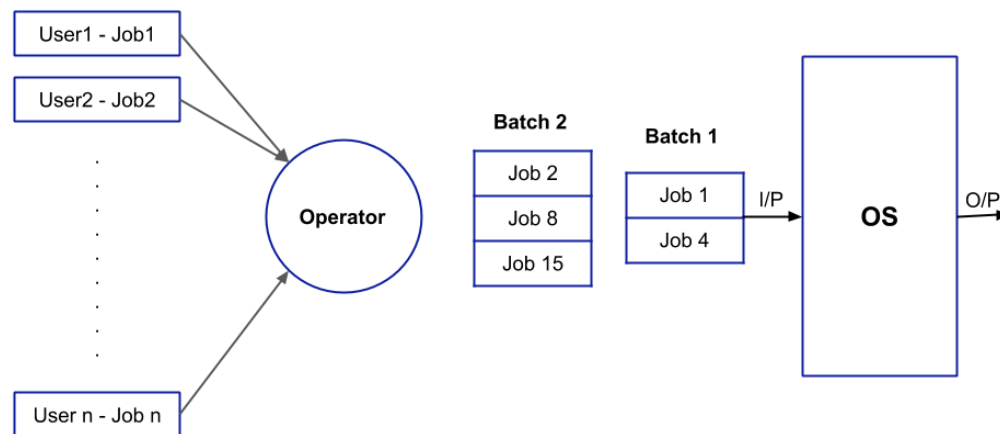 User1 - Job1
User2 - Job2
User n - Job n
Operator
Batch 2
Job 2
Job 8
Job 15
Batch 1
Job 1
Job 4
I/P
OS
O/P